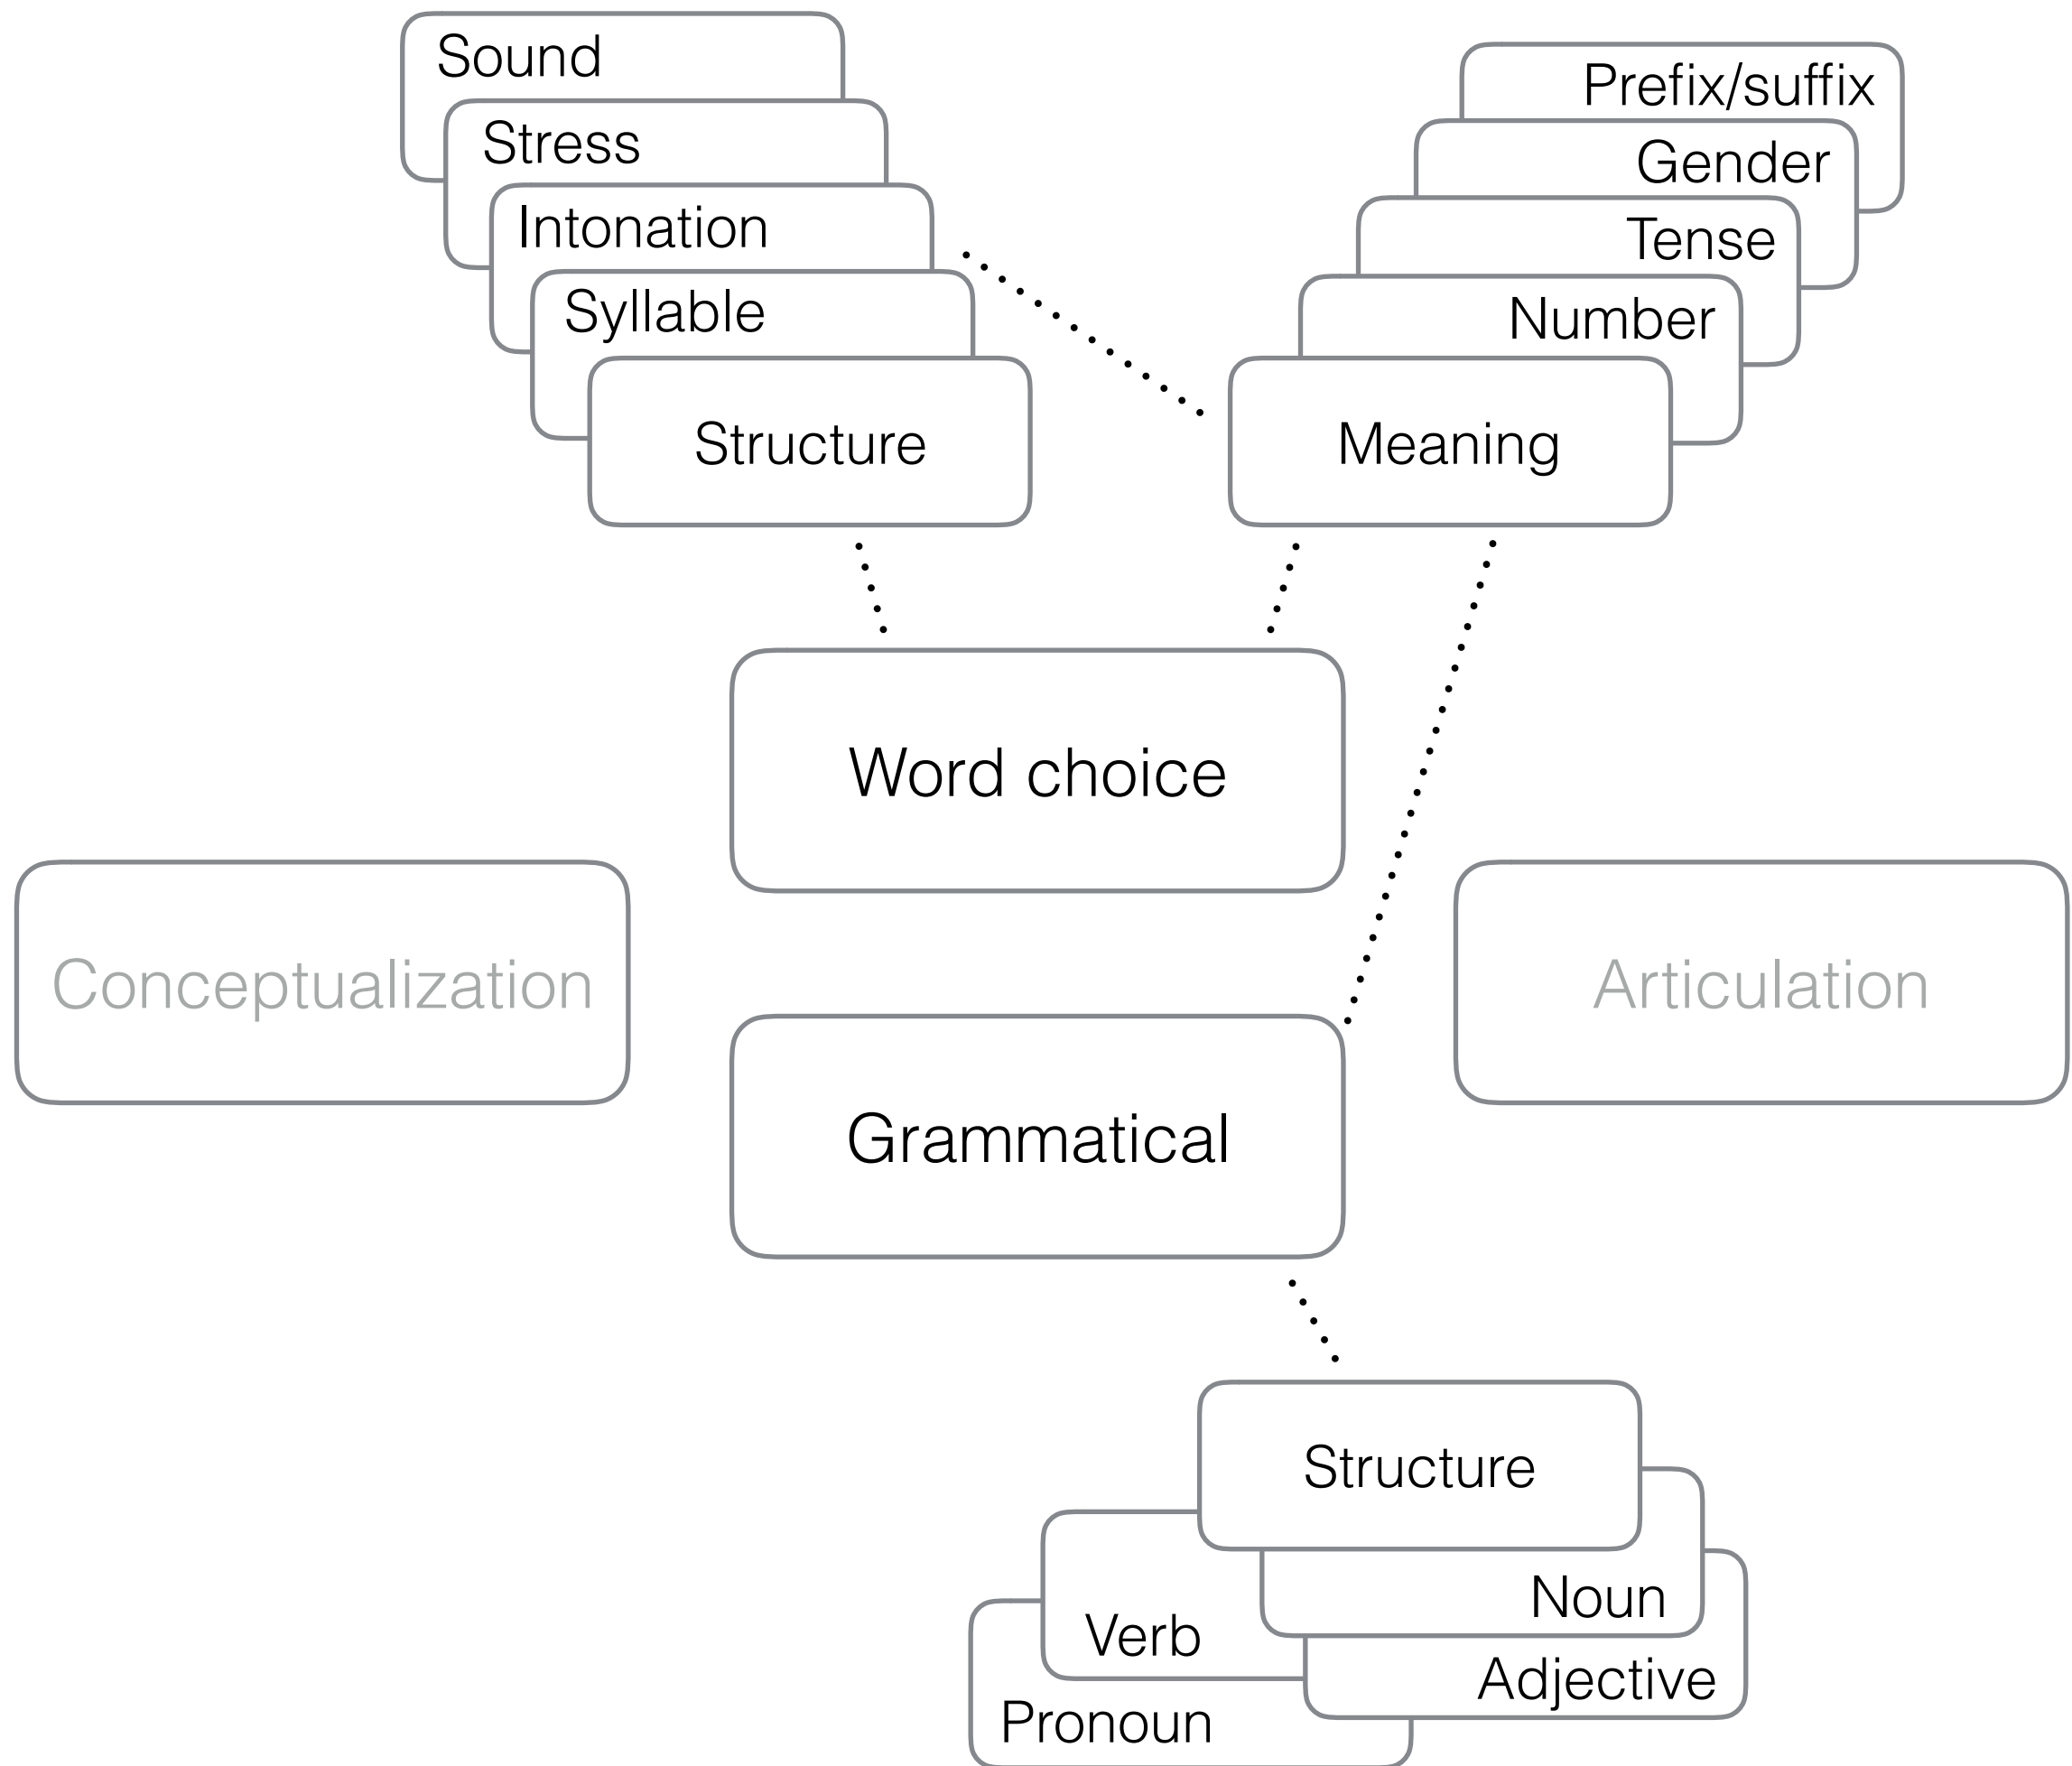 Sound
Stress
Intonation
Syllable
Structure
Prefix/suffix
Gender
Tense
Number
Meaning
Word choice
Conceptualization
Articulation
Grammatical
Structure
Noun
Verb
Adjective
Pronoun